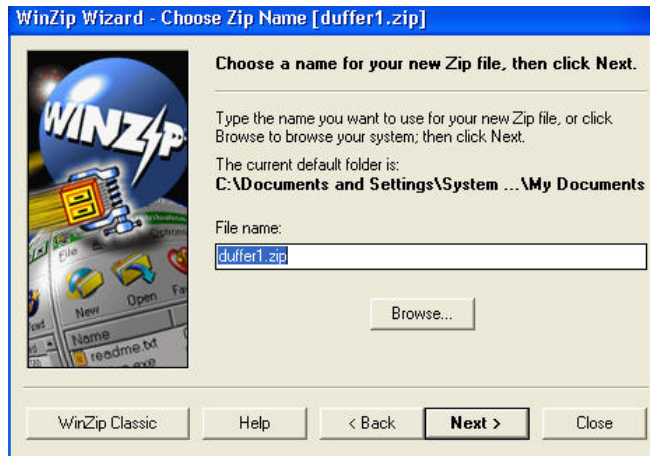 WinZip Wizard - Choose Zip Name [duffer1.zip]
Choose a name for your new Zip file, then click Next.
Type the name you want to use for your new Zip file, or click
Browse to browse your system; then click Next.
The current default folder is:
C:\Documents and Settings\System ...\My Documents
File name:
duffer1.zip
Browse...
WINZIP
File
New
Open
Name
readme.txt
WinZip Classic
Help
< Back
Next >
Close